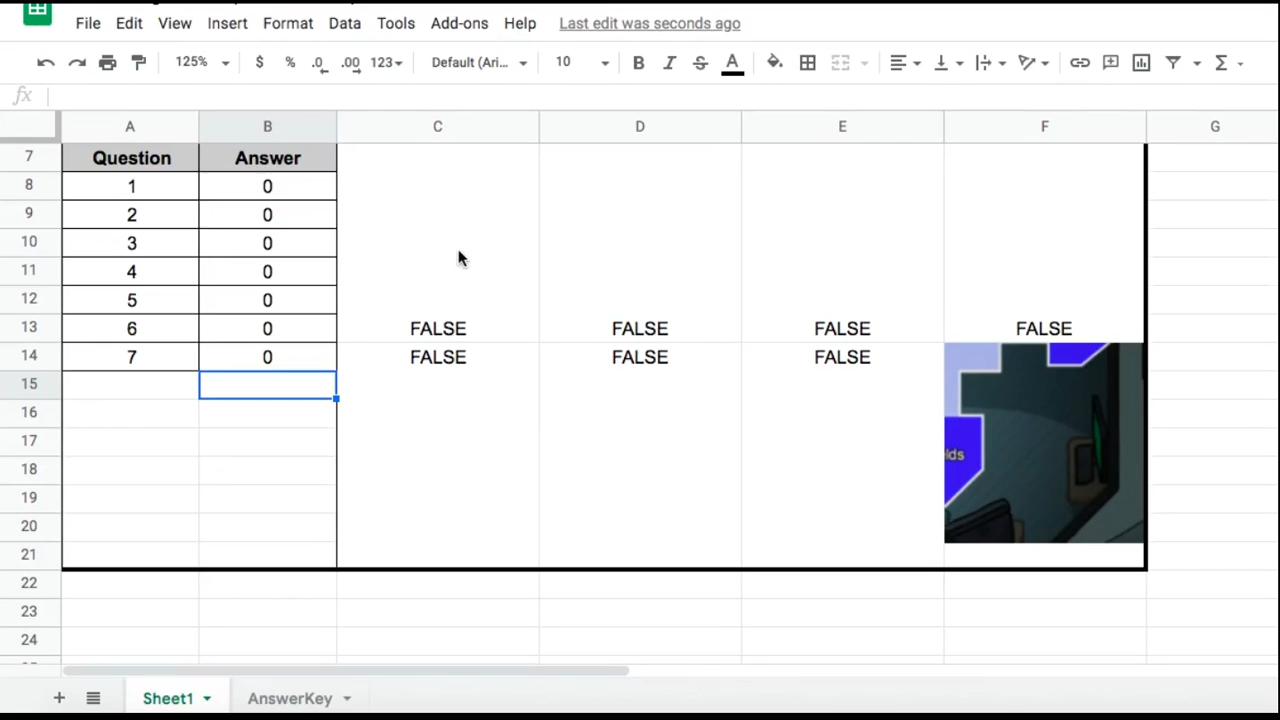 File Edit View Insert Format Data Tools Add-ons Help Last edit was seconds ago
125% $ % .0 .00 123 Default (Ari... 10 B I S A Σ
fx
A B C D E F G
7 Question Answer
8 1 0
9 2 0
10 3 0
11 4 0
12 5 0
13 6 0 FALSE FALSE FALSE FALSE
14 7 0 FALSE FALSE FALSE
15
16
17
18
19
20
21
22
23
24
elds
+ Sheet1 AnswerKey